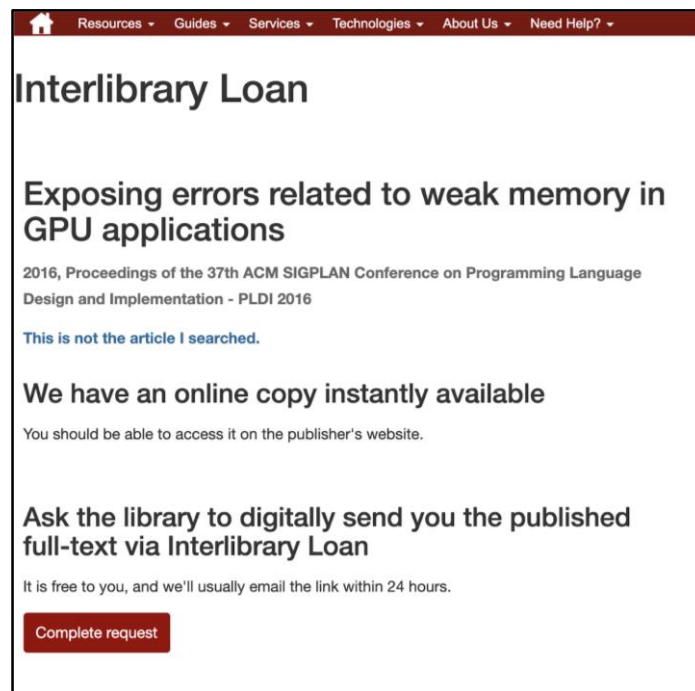 Resources Guides Services Technologies About Us Need Help?
Interlibrary Loan
Exposing errors related to weak memory in
GPU applications
2016, Proceedings of the 37th ACM SIGPLAN Conference on Programming Language
Design and Implementation - PLDI 2016
This is not the article I searched.
We have an online copy instantly available
You should be able to access it on the publisher's website.
Ask the library to digitally send you the published
full-text via Interlibrary Loan
It is free to you, and we'll usually email the link within 24 hours.
Complete request